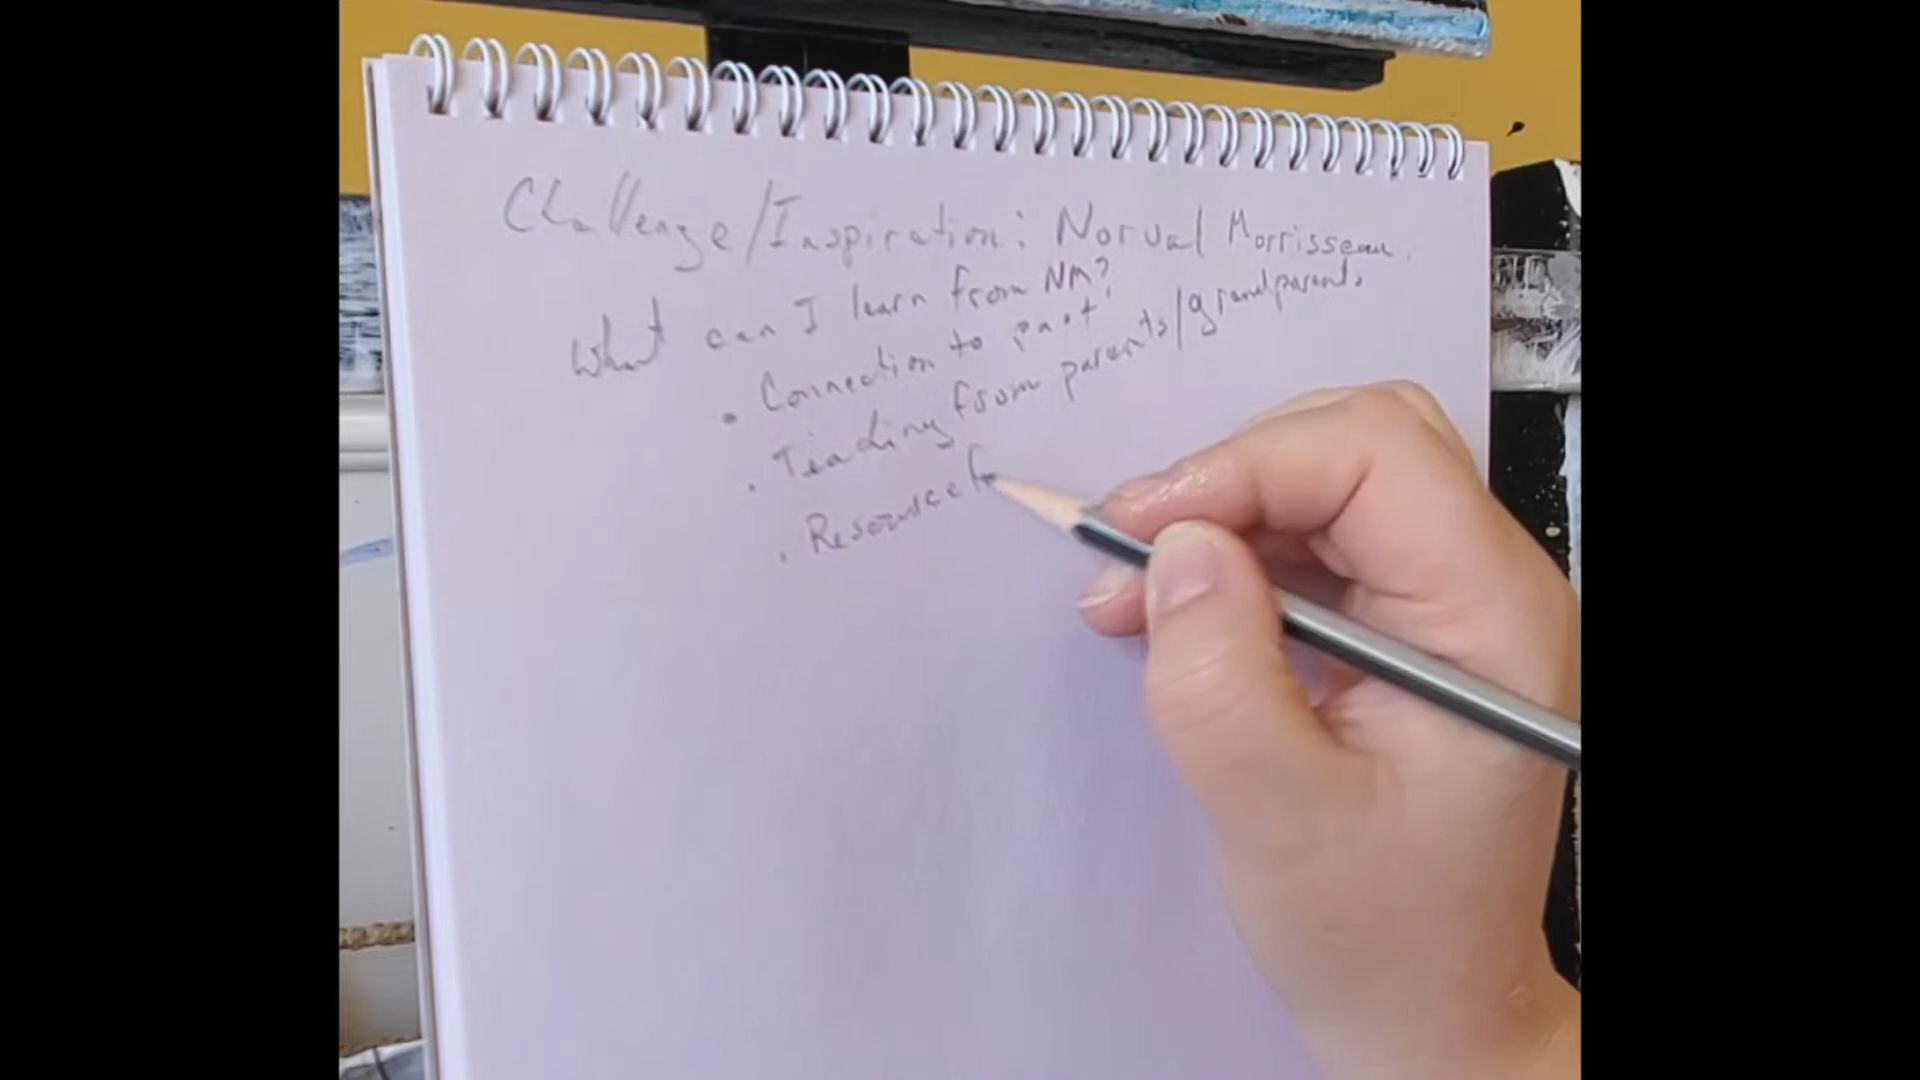 Challenge/Inspiration: Norval Morrisseau.
What can I learn from NM?
• Connection to past
• Teaching from parents/grandparents
• Resourcef